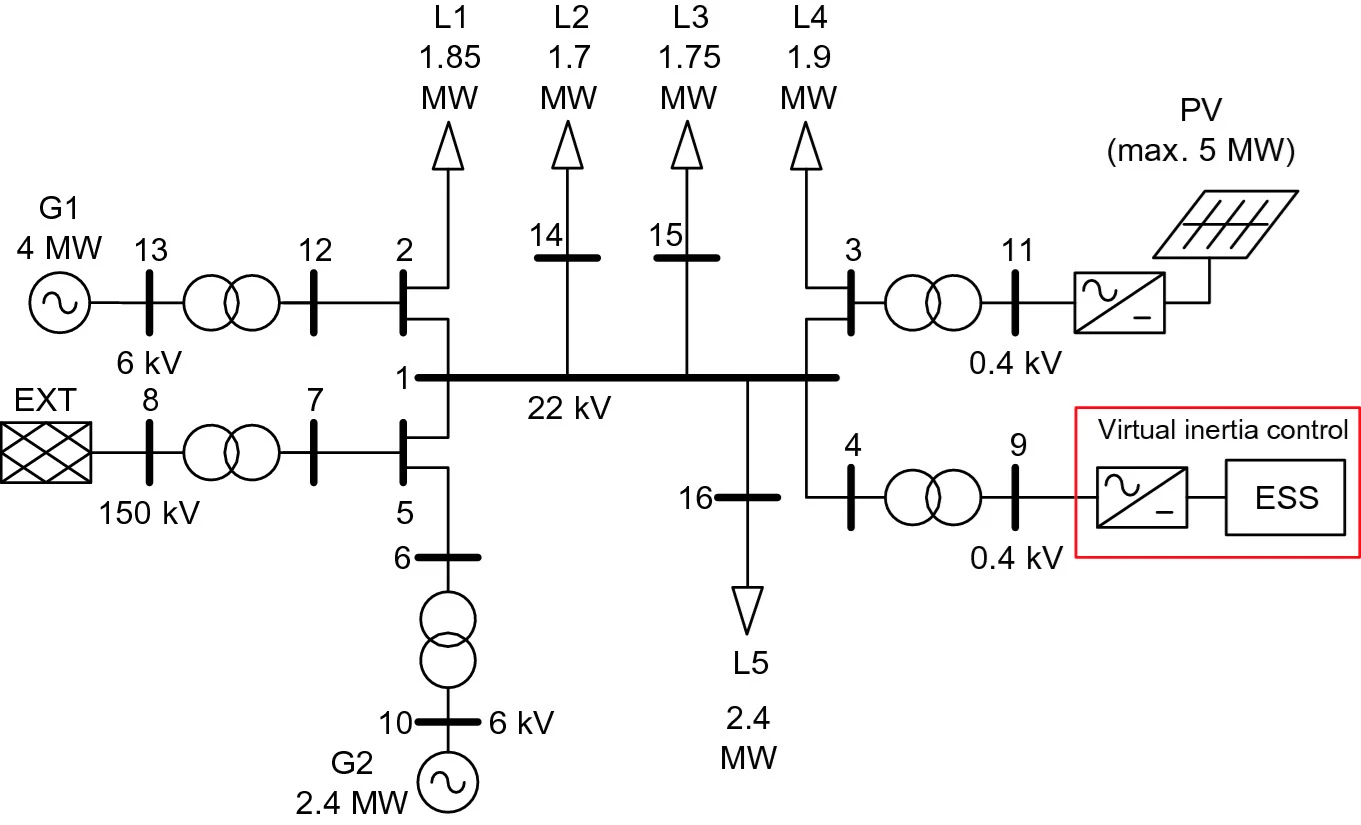 L1
1.85
MW
L2
1.7
MW
L3
1.75
MW
L4
1.9
MW
PV
(max. 5 MW)
G1
4 MW
13
12
2
14
15
3
11
6 kV
0.4 kV
EXT
8
7
1
22 kV
150 kV
5
Virtual inertia control
4
9
ESS
0.4 kV
16
6
L5
2.4
MW
10
6 kV
G2
2.4 MW